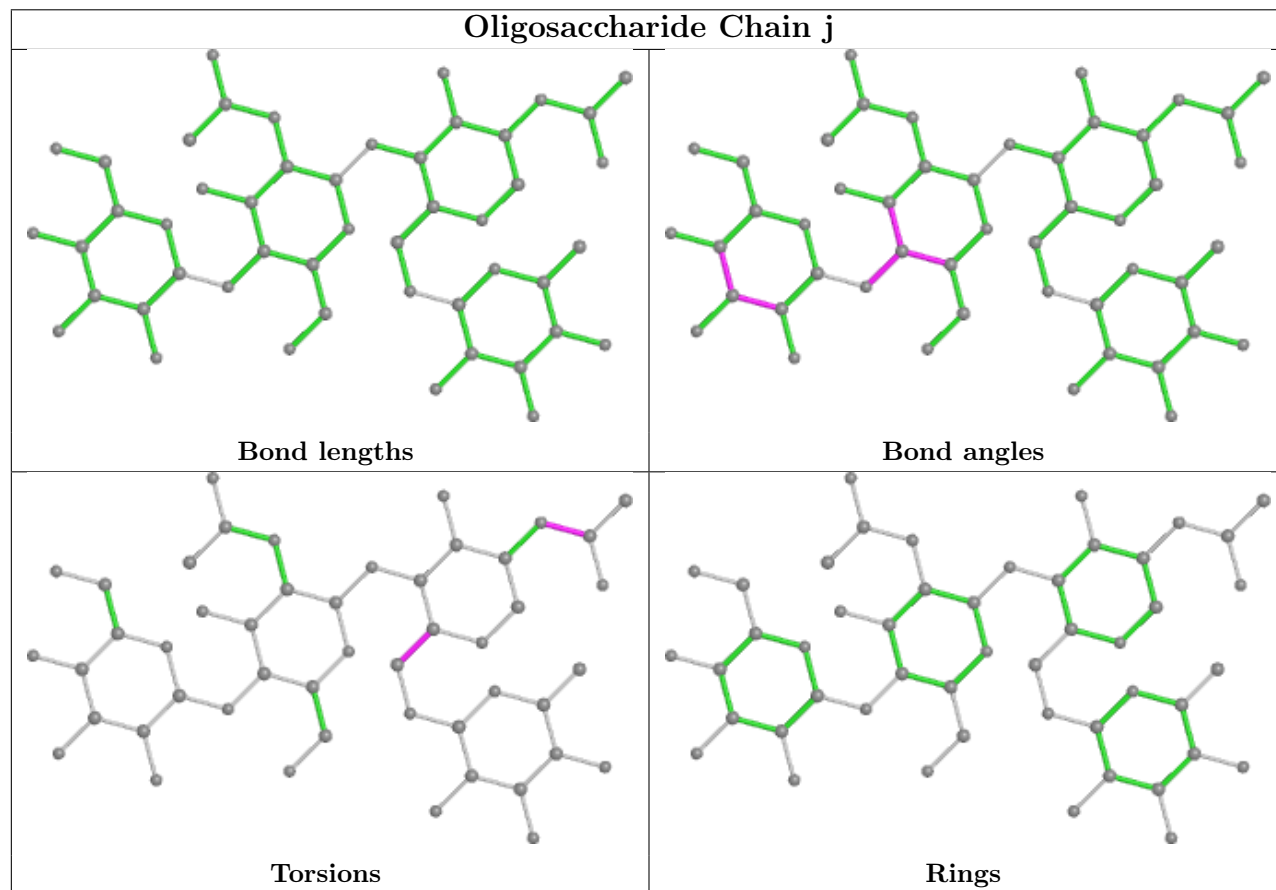 Oligosaccharide Chain j
Bond lengths
Bond angles
Torsions
Rings